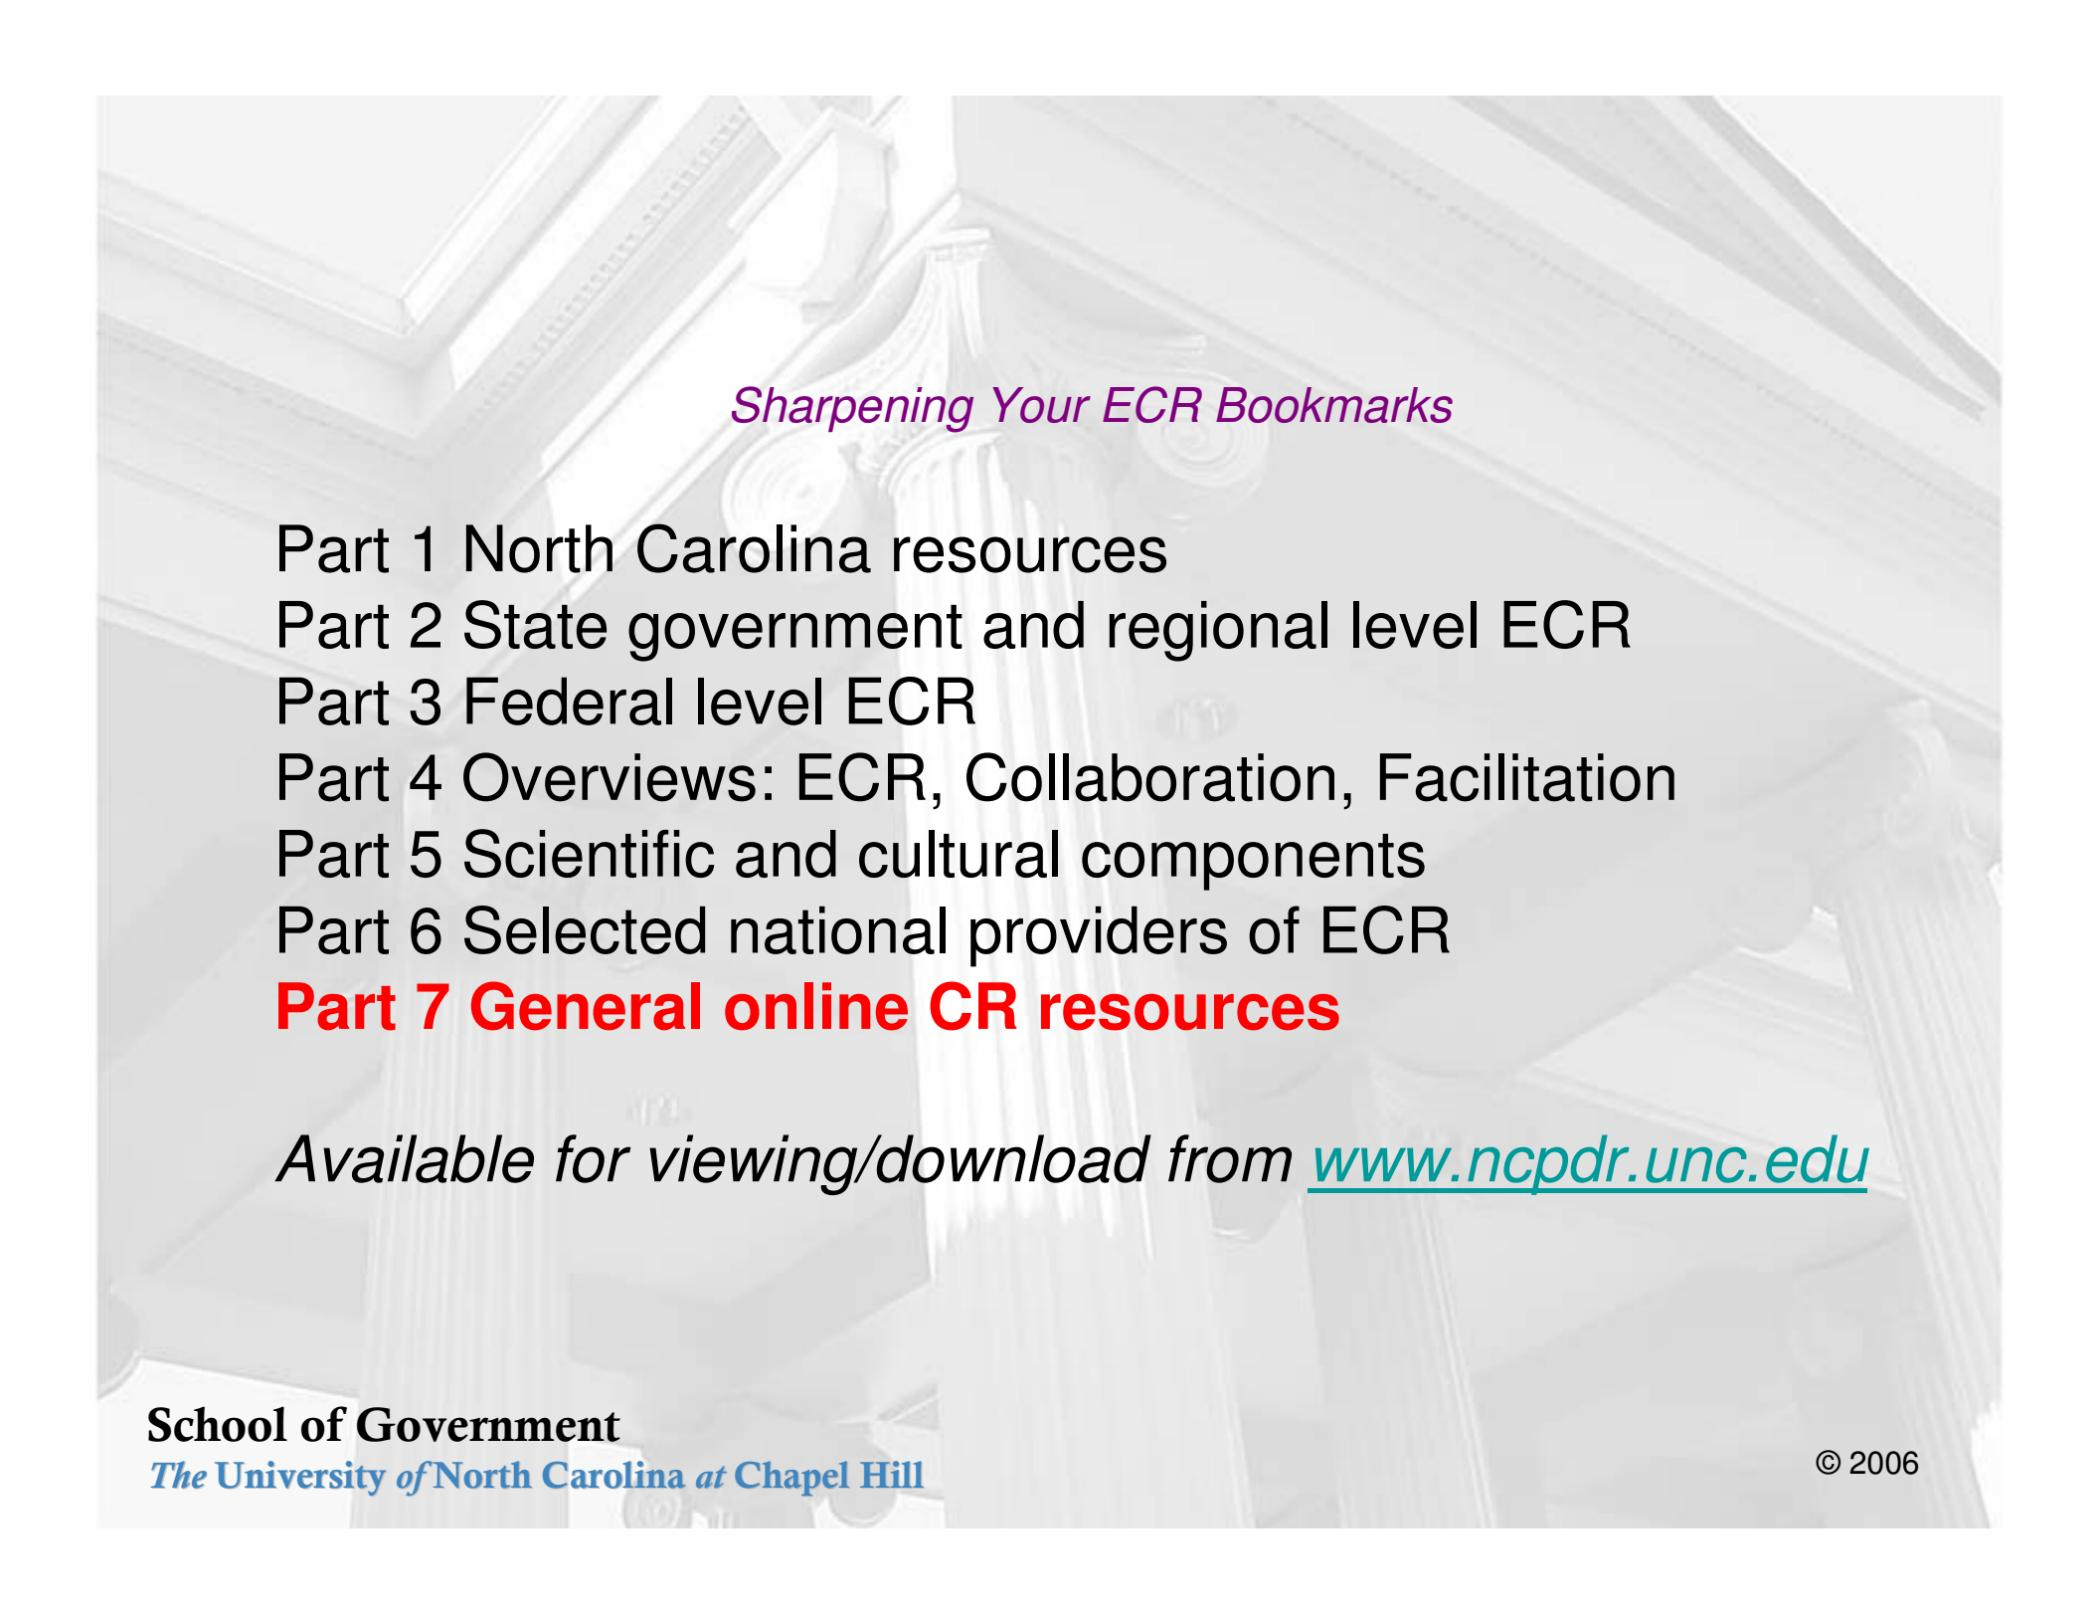 Sharpening Your ECR Bookmarks
Part 1 North Carolina resources
Part 2 State government and regional level ECR
Part 3 Federal level ECR
Part 4 Overviews: ECR, Collaboration, Facilitation
Part 5 Scientific and cultural components
Part 6 Selected national providers of ECR
Part 7 General online CR resources
Available for viewing/download from www.ncpdr.unc.edu
School of Government
The University of North Carolina at Chapel Hill
© 2006